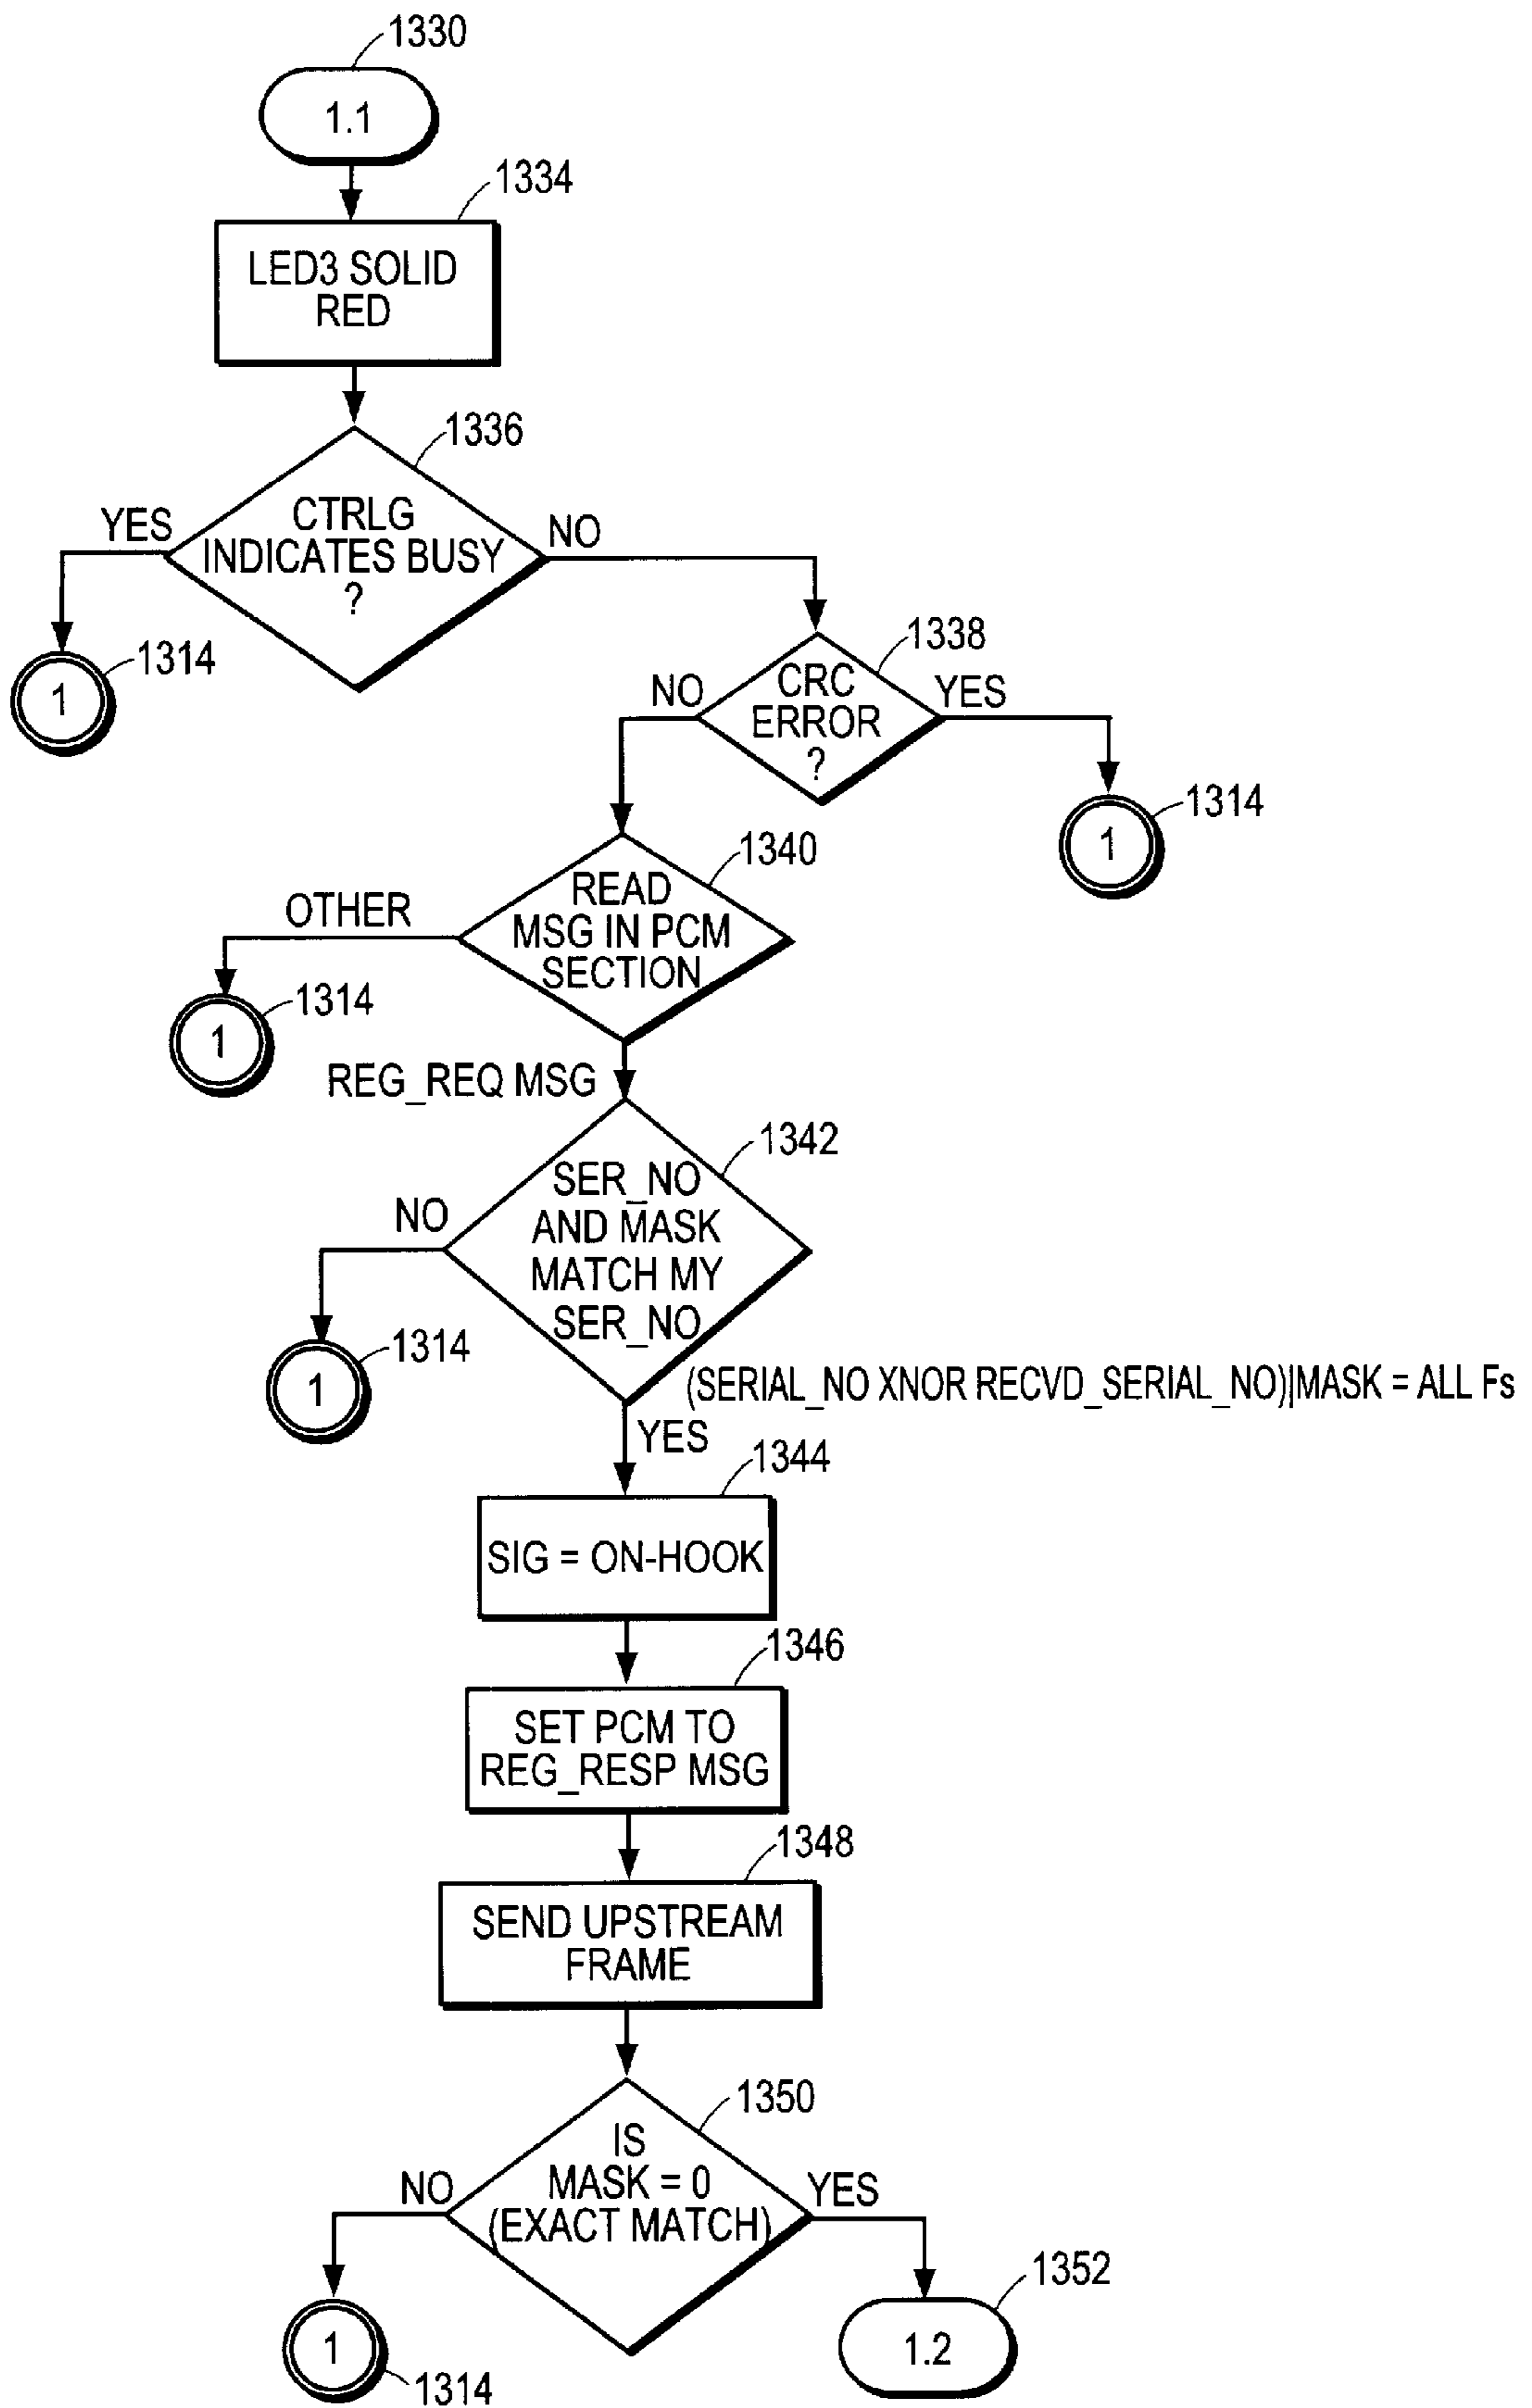 1330
1.1
1334
LED3 SOLID
RED
1336
CTRLG
INDICATES BUSY
?
YES
NO
1314
1
1338
CRC
ERROR
?
NO
YES
1314
1
1340
READ
MSG IN PCM
SECTION
OTHER
1314
1
REG_REQ MSG
1342
SER_NO
AND MASK
MATCH MY
SER_NO
NO
1314
1
(SERIAL_NO XNOR RECVD_SERIAL_NO)|MASK = ALL Fs
YES
1344
SIG = ON-HOOK
1346
SET PCM TO
REG_RESP MSG
1348
SEND UPSTREAM
FRAME
1350
IS
MASK = 0
(EXACT MATCH)
NO
YES
1352
1
1.2
1314